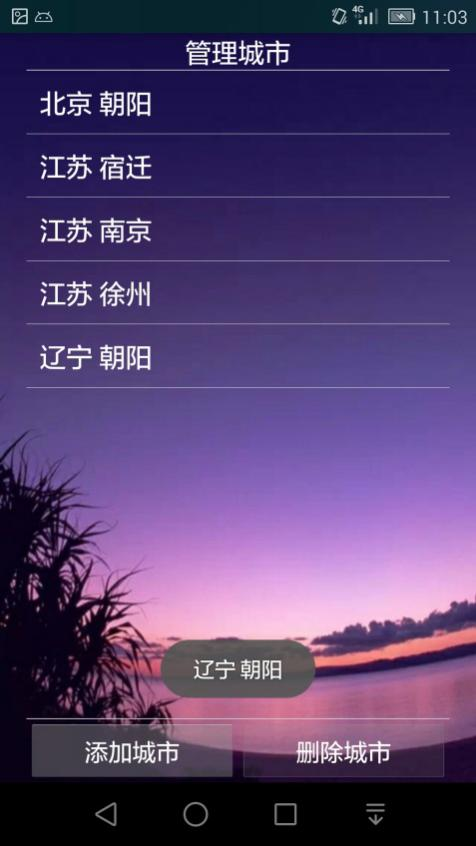 4G 11:03
管理城市
北京 朝阳
江苏 宿迁
江苏 南京
江苏 徐州
辽宁 朝阳
辽宁 朝阳
添加城市 删除城市